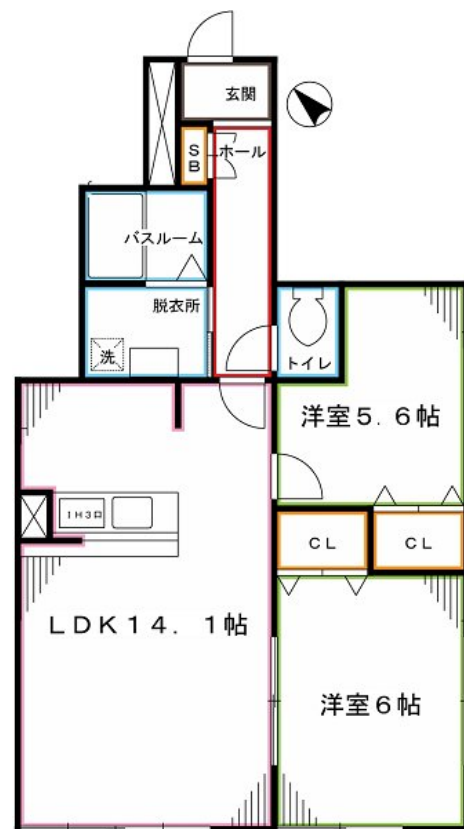 玄関
SB
ホール
バスルーム
脱衣所
洗
トイレ
洋室5.6帖
IH3口
CL
CL
LDK14.1帖
洋室6帖